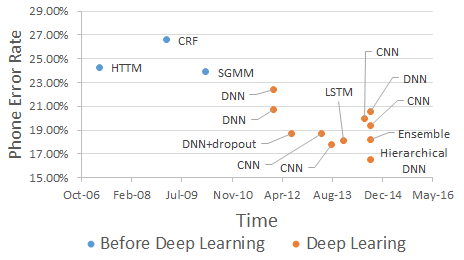 29.00%
27.00%
25.00%
23.00%
21.00%
19.00%
17.00%
15.00%
Phone Error Rate
HTTM
CRF
SGMM
DNN
DNN
DNN+dropout
CNN
CNN
LSTM
CNN
DNN
CNN
Ensemble
Hierarchical
DNN
Oct-06 Feb-08 Jul-09 Nov-10 Apr-12 Aug-13 Dec-14 May-16
Time
Before Deep Learning Deep Learing